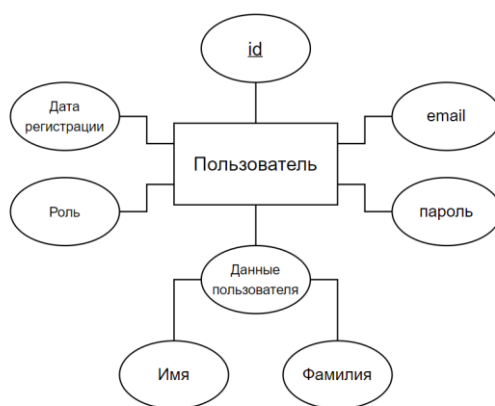 id
Дата
регистрации
email
Пользователь
Роль
пароль
Данные
пользователя
Имя
Фамилия